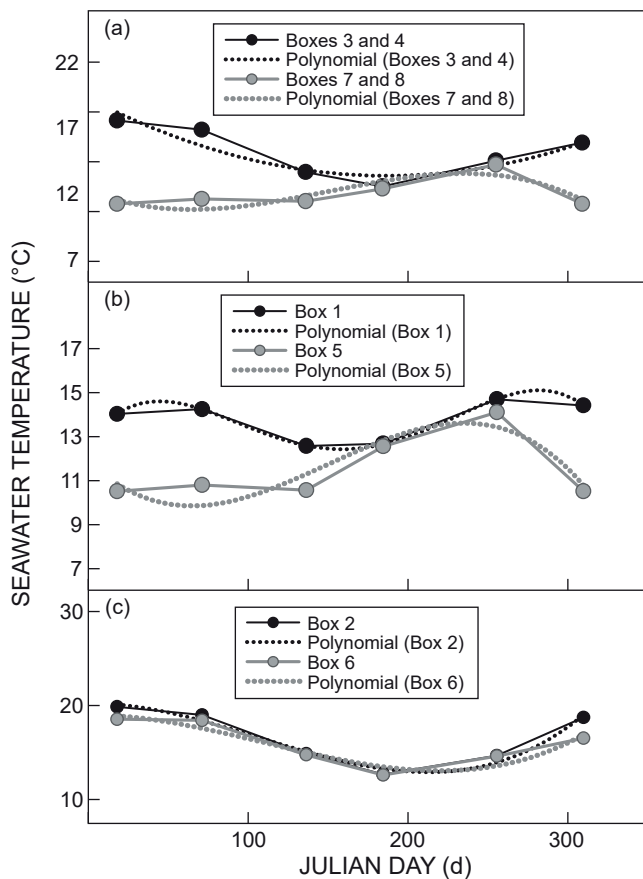 (a)
Boxes 3 and 4
Polynomial (Boxes 3 and 4)
Boxes 7 and 8
Polynomial (Boxes 7 and 8)
22
17
12
7
(b)
Box 1
Polynomial (Box 1)
Box 5
Polynomial (Box 5)
17
15
13
11
9
7
SEAWATER TEMPERATURE (°C)
(c)
Box 2
Polynomial (Box 2)
Box 6
Polynomial (Box 6)
30
20
10
100 200 300
JULIAN DAY (d)